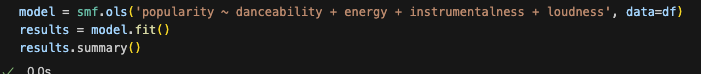 model = smf.ols('popularity ~ danceability + energy + instrumentalness + loudness', data=df)
results = model.fit()
results.summary()
✓ 0.0s